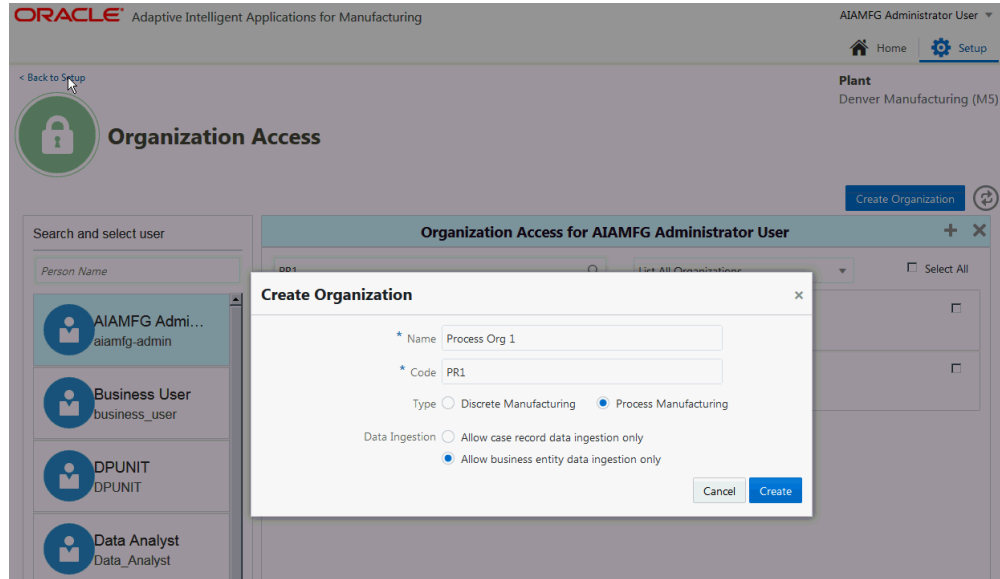 ORACLE® Adaptive Intelligent Applications for Manufacturing
AIAMFG Administrator User
Home
Setup
< Back to Setup
Plant
Denver Manufacturing (M5)
Organization Access
Create Organization
Search and select user
Organization Access for AIAMFG Administrator User
Person Name
PR1
List All Organizations
Select All
AIAMFG Admi...
aiamfg-admin
Business User
business_user
DPUNIT
DPUNIT
Data Analyst
Data_Analyst
Create Organization
* Name Process Org 1
* Code PR1
Type Discrete Manufacturing Process Manufacturing
Data Ingestion Allow case record data ingestion only
Allow business entity data ingestion only
Cancel Create